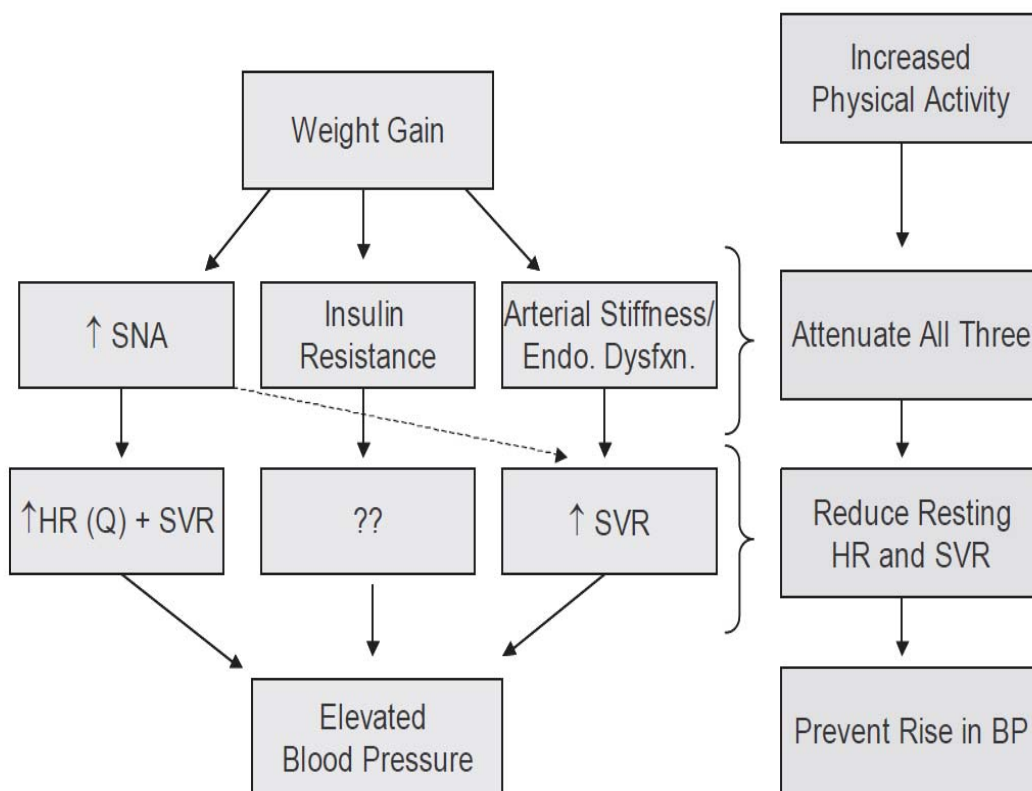 Increased
Physical Activity
Weight Gain
↑ SNA
Insulin
Resistance
Arterial Stiffness/
Endo. Dysfxn.
Attenuate All Three
↑HR (Q) + SVR
??
↑ SVR
Reduce Resting
HR and SVR
Elevated
Blood Pressure
Prevent Rise in BP